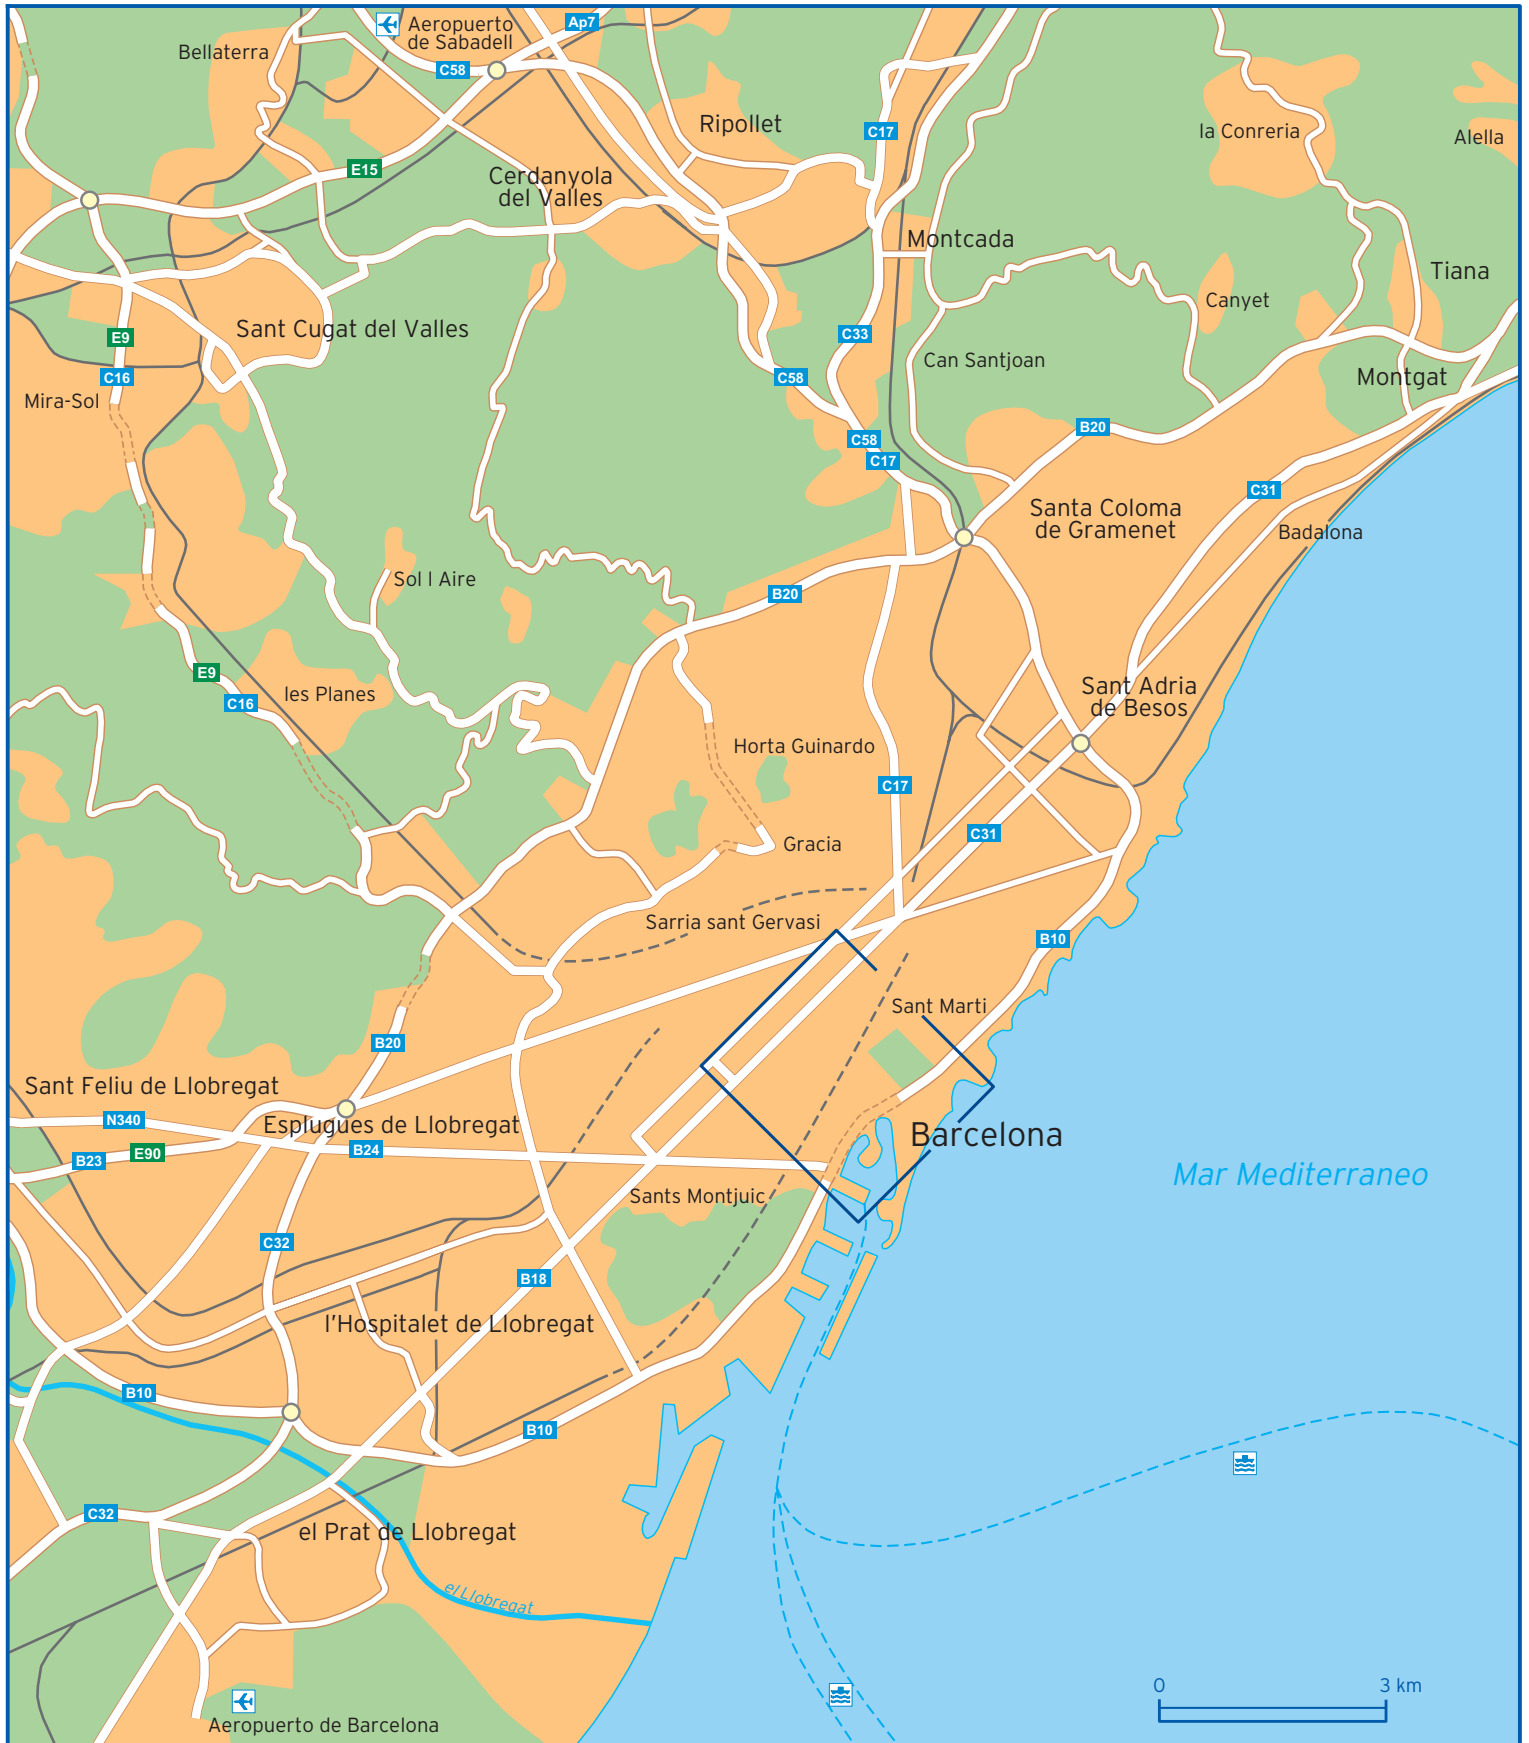 Aeropuerto
de Sabadell
Ap7
Bellaterra
C58
Ripollet
C17
la Conreria
Alella
E15
Cerdanyola
del Valles
Montcada
Tiana
Canyet
Sant Cugat del Valles
E9
C33
Can Santjoan
C16
C58
Montgat
Mira-Sol
B20
C58
C17
C31
Santa Coloma
de Gramenet
Badalona
Sol l Aire
B20
E9
les Planes
C16
Sant Adria
de Besos
Horta Guinardo
C17
C31
Gracia
Sarria sant Gervasi
B10
Sant Marti
B20
Sant Feliu de Llobregat
N340
Esplugues de Llobregat
Barcelona
B24
E90
B23
Mar Mediterraneo
Sants Montjuic
C32
B18
l'Hospitalet de Llobregat
B10
B10
C32
el Prat de Llobregat
el Llobregat
0
3 km
Aeropuerto de Barcelona